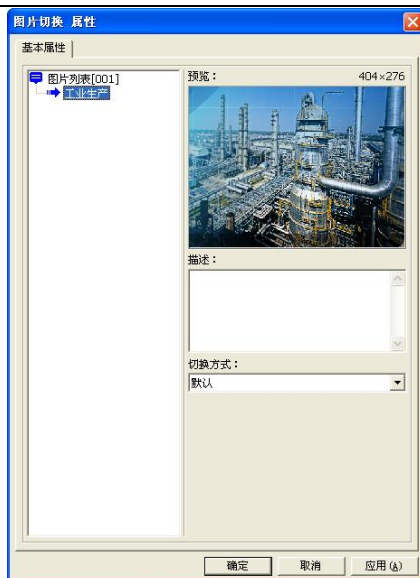 图片切换 属性
基本属性
图片列表[001]
工业生产
预览：
404×276
描述：
切换方式：
默认
确定
取消
应用(A)